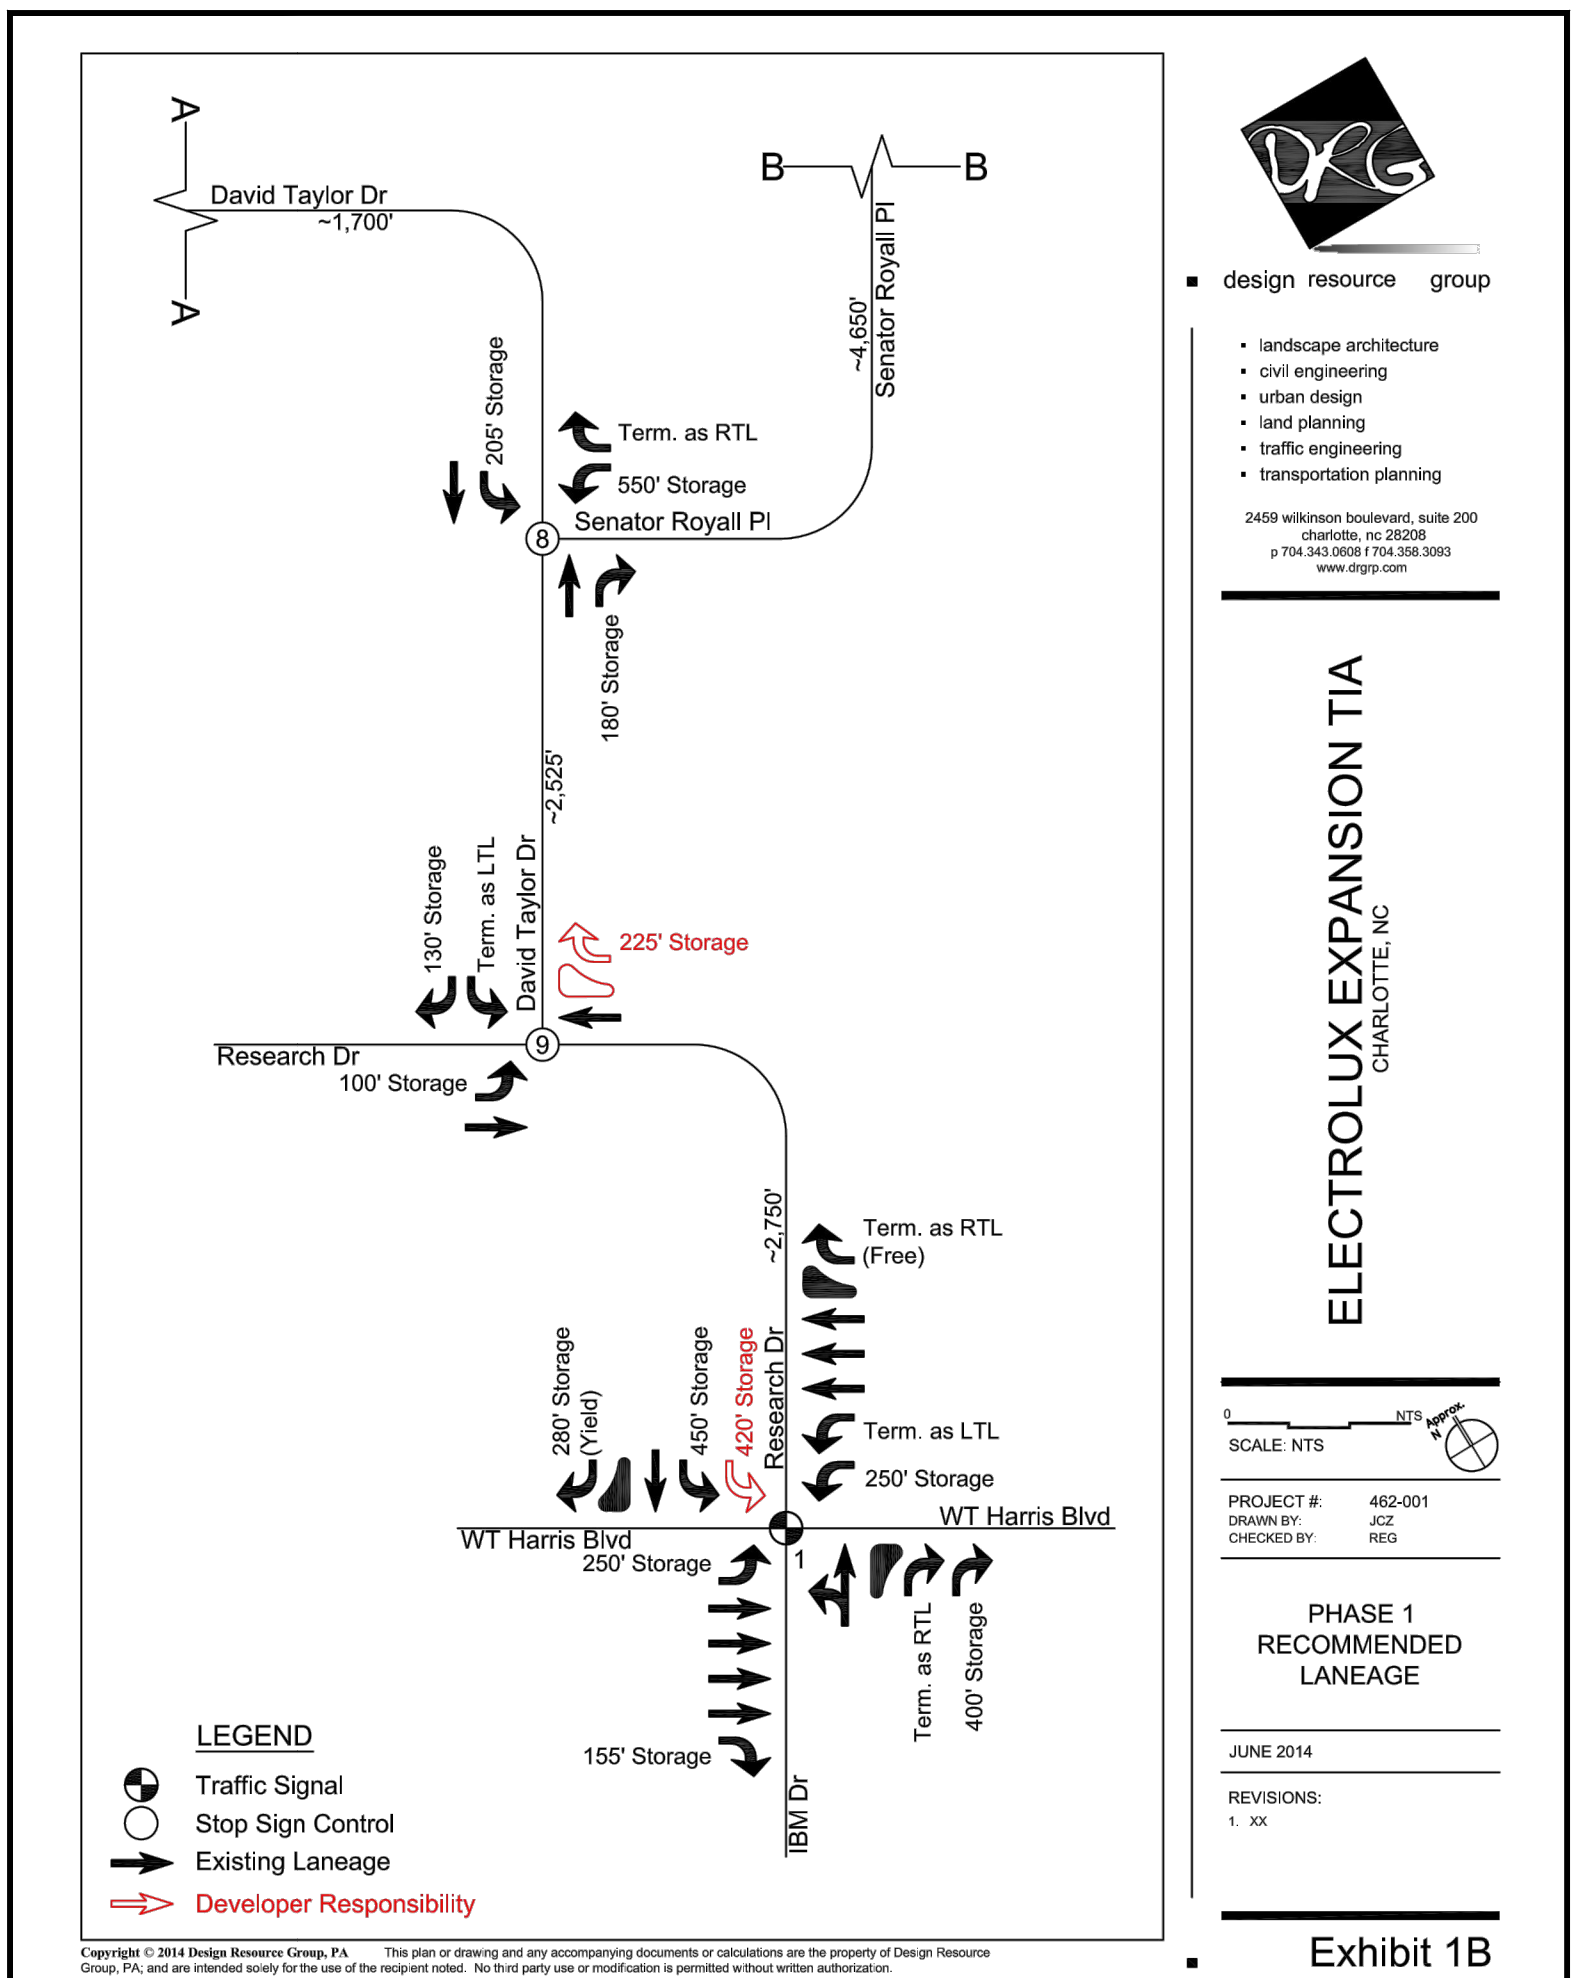 A
A
David Taylor Dr
~1,700'
B
B
Senator Royall Pl
~4,650'
205' Storage
Term. as RTL
550' Storage
Senator Royall Pl
8
180' Storage
~2,525'
David Taylor Dr
130' Storage
Term. as LTL
225' Storage
9
Research Dr
100' Storage
~2,750'
Research Dr
Term. as RTL
(Free)
280' Storage
(Yield)
450' Storage
420' Storage
Term. as LTL
250' Storage
WT Harris Blvd
WT Harris Blvd
1
250' Storage
155' Storage
Term. as RTL
400' Storage
IBM Dr
LEGEND
Traffic Signal
Stop Sign Control
Existing Laneage
Developer Responsibility
Copyright © 2014 Design Resource Group, PA This plan or drawing and any accompanying documents or calculations are the property of Design Resource
Group, PA; and are intended solely for the use of the recipient noted. No third party use or modification is permitted without written authorization.
DRG
design resource group
landscape architecture
civil engineering
urban design
land planning
traffic engineering
transportation planning
2459 wilkinson boulevard, suite 200
charlotte, nc 28208
p 704.343.0608 f 704.358.3093
www.drgrp.com
ELECTROLUX EXPANSION TIA
CHARLOTTE, NC
0 NTS
Approx.
N
SCALE: NTS
PROJECT #: 462-001
DRAWN BY: JCZ
CHECKED BY: REG
PHASE 1
RECOMMENDED
LANEAGE
JUNE 2014
REVISIONS:
1. XX
Exhibit 1B